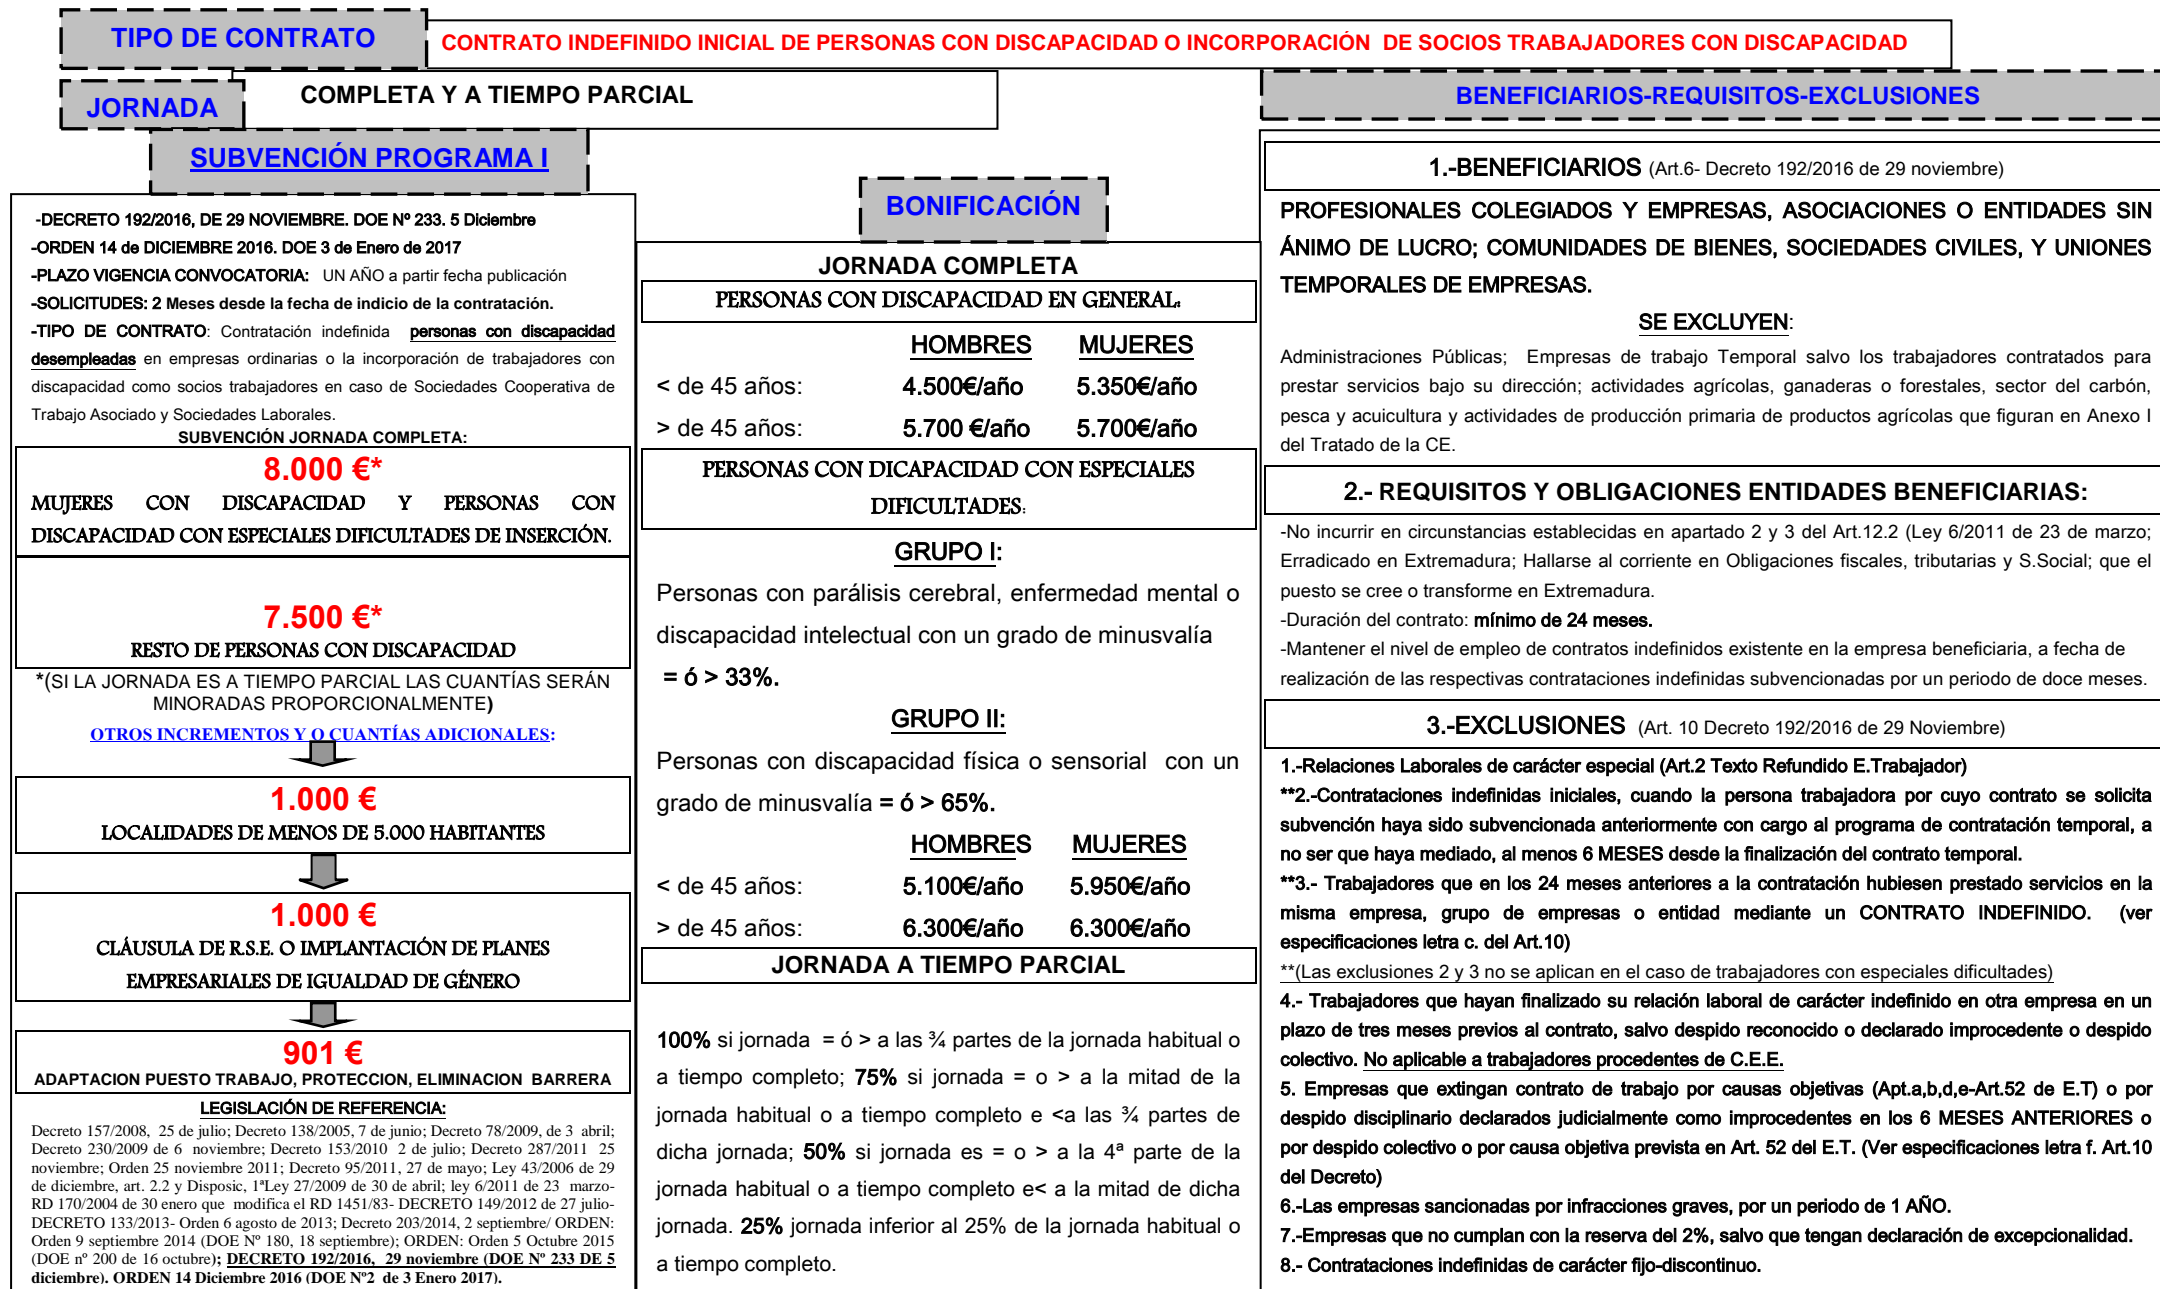 TIPO DE CONTRATO
CONTRATO INDEFINIDO INICIAL DE PERSONAS CON DISCAPACIDAD O INCORPORACIÓN DE SOCIOS TRABAJADORES CON DISCAPACIDAD
JORNADA
COMPLETA Y A TIEMPO PARCIAL
SUBVENCIÓN PROGRAMA I
-DECRETO 192/2016, DE 29 NOVIEMBRE. DOE Nº 233. 5 Diciembre
-ORDEN 14 de DICIEMBRE 2016. DOE 3 de Enero de 2017
-PLAZO VIGENCIA CONVOCATORIA: UN AÑO a partir fecha publicación
-SOLICITUDES: 2 Meses desde la fecha de indicio de la contratación.
-TIPO DE CONTRATO: Contratación indefinida personas con discapacidad
desempleadas en empresas ordinarias o la incorporación de trabajadores con
discapacidad como socios trabajadores en caso de Sociedades Cooperativa de
Trabajo Asociado y Sociedades Laborales.
SUBVENCIÓN JORNADA COMPLETA:
8.000 €*
MUJERES CON DISCAPACIDAD Y PERSONAS CON
DISCAPACIDAD CON ESPECIALES DIFICULTADES DE INSERCIÓN.
7.500 €*
RESTO DE PERSONAS CON DISCAPACIDAD
*(SI LA JORNADA ES A TIEMPO PARCIAL LAS CUANTÍAS SERÁN
MINORADAS PROPORCIONALMENTE)
OTROS INCREMENTOS Y O CUANTÍAS ADICIONALES:
1.000 €
LOCALIDADES DE MENOS DE 5.000 HABITANTES
1.000 €
CLÁUSULA DE R.S.E. O IMPLANTACIÓN DE PLANES
EMPRESARIALES DE IGUALDAD DE GÉNERO
901 €
ADAPTACION PUESTO TRABAJO, PROTECCION, ELIMINACION BARRERA
LEGISLACIÓN DE REFERENCIA:
Decreto 157/2008, 25 de julio; Decreto 138/2005, 7 de junio; Decreto 78/2009, de 3 abril;
Decreto 230/2009 de 6 noviembre; Decreto 153/2010 2 de julio; Decreto 287/2011 25
noviembre; Orden 25 noviembre 2011; Decreto 95/2011, 27 de mayo; Ley 43/2006 de 29
de diciembre, art. 2.2 y Disposic, 1ªLey 27/2009 de 30 de abril; ley 6/2011 de 23 marzo-
RD 170/2004 de 30 enero que modifica el RD 1451/83- DECRETO 149/2012 de 27 julio-
DECRETO 133/2013- Orden 6 agosto de 2013; Decreto 203/2014, 2 septiembre/ ORDEN:
Orden 9 septiembre 2014 (DOE Nº 180, 18 septiembre); ORDEN: Orden 5 Octubre 2015
(DOE nº 200 de 16 octubre); DECRETO 192/2016, 29 noviembre (DOE Nº 233 DE 5
diciembre). ORDEN 14 Diciembre 2016 (DOE Nº2 de 3 Enero 2017).
BONIFICACIÓN
JORNADA COMPLETA
PERSONAS CON DISCAPACIDAD EN GENERAL:
HOMBRES MUJERES
< de 45 años: 4.500€/año 5.350€/año
> de 45 años: 5.700 €/año 5.700€/año
PERSONAS CON DICAPACIDAD CON ESPECIALES
DIFICULTADES:
GRUPO I:
Personas con parálisis cerebral, enfermedad mental o
discapacidad intelectual con un grado de minusvalía
= ó > 33%.
GRUPO II:
Personas con discapacidad física o sensorial con un
grado de minusvalía = ó > 65%.
HOMBRES MUJERES
< de 45 años: 5.100€/año 5.950€/año
> de 45 años: 6.300€/año 6.300€/año
JORNADA A TIEMPO PARCIAL
100% si jornada = ó > a las ¾ partes de la jornada habitual o
a tiempo completo; 75% si jornada = o > a la mitad de la
jornada habitual o a tiempo completo e <a las ¾ partes de
dicha jornada; 50% si jornada es = o > a la 4ª parte de la
jornada habitual o a tiempo completo e< a la mitad de dicha
jornada. 25% jornada inferior al 25% de la jornada habitual o
a tiempo completo.
BENEFICIARIOS-REQUISITOS-EXCLUSIONES
1.-BENEFICIARIOS (Art.6- Decreto 192/2016 de 29 noviembre)
PROFESIONALES COLEGIADOS Y EMPRESAS, ASOCIACIONES O ENTIDADES SIN
ÁNIMO DE LUCRO; COMUNIDADES DE BIENES, SOCIEDADES CIVILES, Y UNIONES
TEMPORALES DE EMPRESAS.
SE EXCLUYEN:
Administraciones Públicas; Empresas de trabajo Temporal salvo los trabajadores contratados para
prestar servicios bajo su dirección; actividades agrícolas, ganaderas o forestales, sector del carbón,
pesca y acuicultura y actividades de producción primaria de productos agrícolas que figuran en Anexo I
del Tratado de la CE.
2.- REQUISITOS Y OBLIGACIONES ENTIDADES BENEFICIARIAS:
-No incurrir en circunstancias establecidas en apartado 2 y 3 del Art.12.2 (Ley 6/2011 de 23 de marzo;
Erradicado en Extremadura; Hallarse al corriente en Obligaciones fiscales, tributarias y S.Social; que el
puesto se cree o transforme en Extremadura.
-Duración del contrato: mínimo de 24 meses.
-Mantener el nivel de empleo de contratos indefinidos existente en la empresa beneficiaria, a fecha de
realización de las respectivas contrataciones indefinidas subvencionadas por un periodo de doce meses.
3.-EXCLUSIONES (Art. 10 Decreto 192/2016 de 29 Noviembre)
1.-Relaciones Laborales de carácter especial (Art.2 Texto Refundido E.Trabajador)
**2.-Contrataciones indefinidas iniciales, cuando la persona trabajadora por cuyo contrato se solicita
subvención haya sido subvencionada anteriormente con cargo al programa de contratación temporal, a
no ser que haya mediado, al menos 6 MESES desde la finalización del contrato temporal.
**3.- Trabajadores que en los 24 meses anteriores a la contratación hubiesen prestado servicios en la
misma empresa, grupo de empresas o entidad mediante un CONTRATO INDEFINIDO. (ver
especificaciones letra c. del Art.10)
**(Las exclusiones 2 y 3 no se aplican en el caso de trabajadores con especiales dificultades)
4.- Trabajadores que hayan finalizado su relación laboral de carácter indefinido en otra empresa en un
plazo de tres meses previos al contrato, salvo despido reconocido o declarado improcedente o despido
colectivo. No aplicable a trabajadores procedentes de C.E.E.
5. Empresas que extingan contrato de trabajo por causas objetivas (Apt.a,b,d,e-Art.52 de E.T) o por
despido disciplinario declarados judicialmente como improcedentes en los 6 MESES ANTERIORES o
por despido colectivo o por causa objetiva prevista en Art. 52 del E.T. (Ver especificaciones letra f. Art.10
del Decreto)
6.-Las empresas sancionadas por infracciones graves, por un periodo de 1 AÑO.
7.-Empresas que no cumplan con la reserva del 2%, salvo que tengan declaración de excepcionalidad.
8.- Contrataciones indefinidas de carácter fijo-discontinuo.